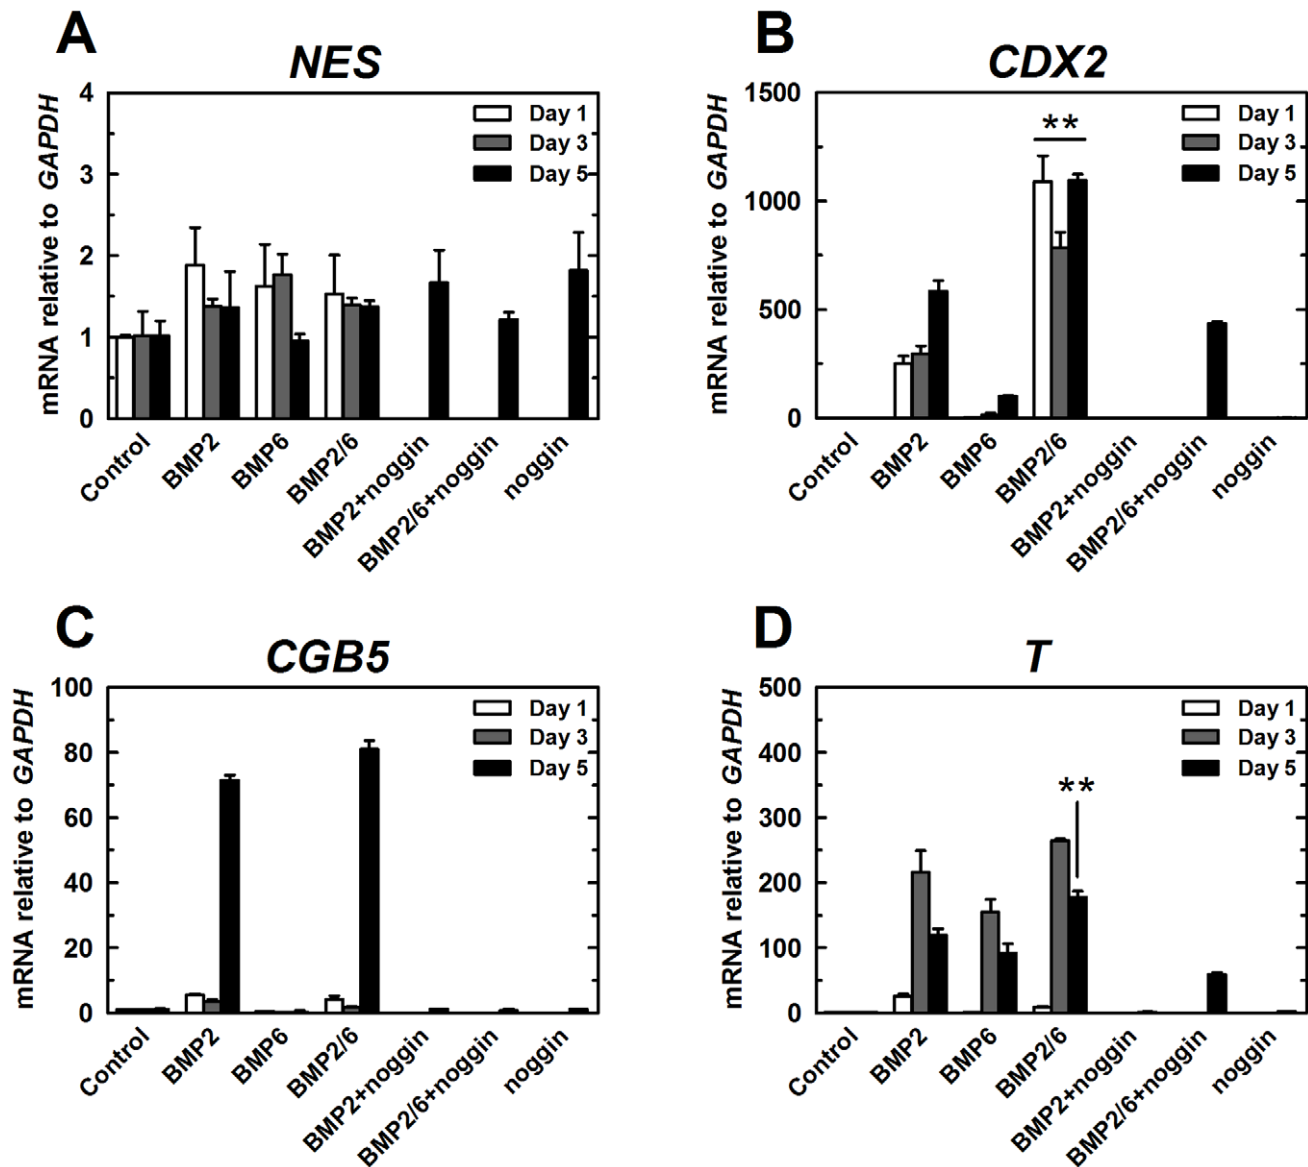 A
NES
mRNA relative to GAPDH
4
3
2
1
0
Day 1
Day 3
Day 5
Control
BMP2
BMP6
BMP2/6
BMP2+noggin
BMP2/6+noggin
noggin
B
CDX2
mRNA relative to GAPDH
1500
1000
500
0
**
Day 1
Day 3
Day 5
Control
BMP2
BMP6
BMP2/6
BMP2+noggin
BMP2/6+noggin
noggin
C
CGB5
mRNA relative to GAPDH
100
80
60
40
20
0
Day 1
Day 3
Day 5
Control
BMP2
BMP6
BMP2/6
BMP2+noggin
BMP2/6+noggin
noggin
D
T
mRNA relative to GAPDH
500
400
300
200
100
0
**
Day 1
Day 3
Day 5
Control
BMP2
BMP6
BMP2/6
BMP2+noggin
BMP2/6+noggin
noggin